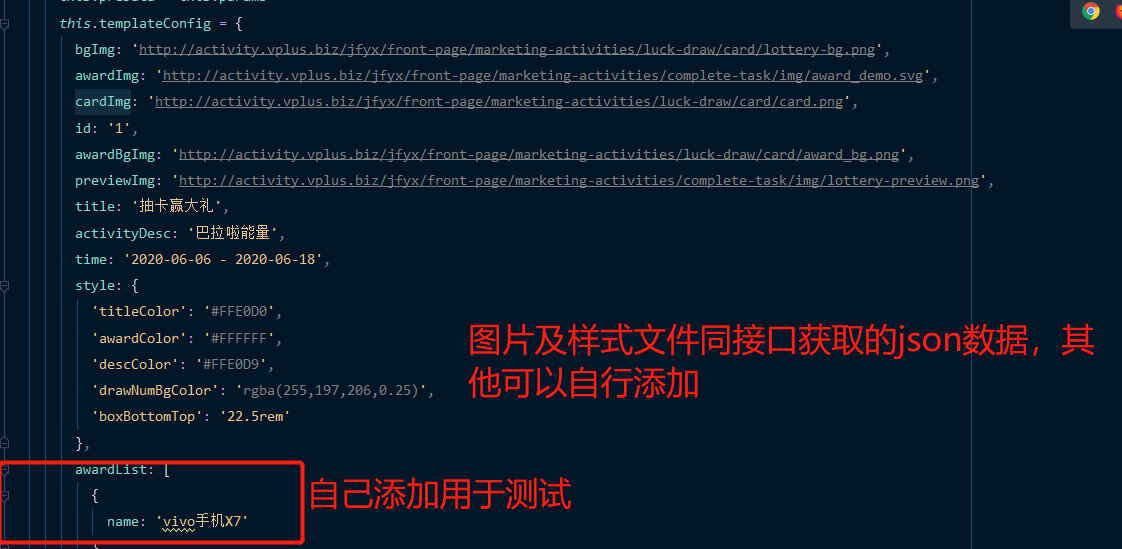 this.templateConfig = {
bgImg: 'http://activity.vplus.biz/jfyx/front-page/marketing-activities/luck-draw/card/lottery-bg.png',
awardImg: 'http://activity.vplus.biz/jfyx/front-page/marketing-activities/complete-task/img/award_demo.svg',
cardImg: 'http://activity.vplus.biz/jfyx/front-page/marketing-activities/luck-draw/card/card.png',
id: '1',
awardBgImg: 'http://activity.vplus.biz/jfyx/front-page/marketing-activities/luck-draw/card/award_bg.png',
previewImg: 'http://activity.vplus.biz/jfyx/front-page/marketing-activities/complete-task/img/lottery-preview.png',
title: '抽卡赢大礼',
activityDesc: '巴拉啦能量',
time: '2020-06-06 - 2020-06-18',
style: {
'titleColor': '#FFE0D0',
'awardColor': '#FFFFFF',
'descColor': '#FFE0D9',
'drawNumBgColor': 'rgba(255,197,206,0.25)',
'boxBottomTop': '22.5rem'
},
图片及样式文件同接口获取的json数据，其
他可以自行添加
awardList: [
{
name: 'vivo手机X7'
自己添加用于测试